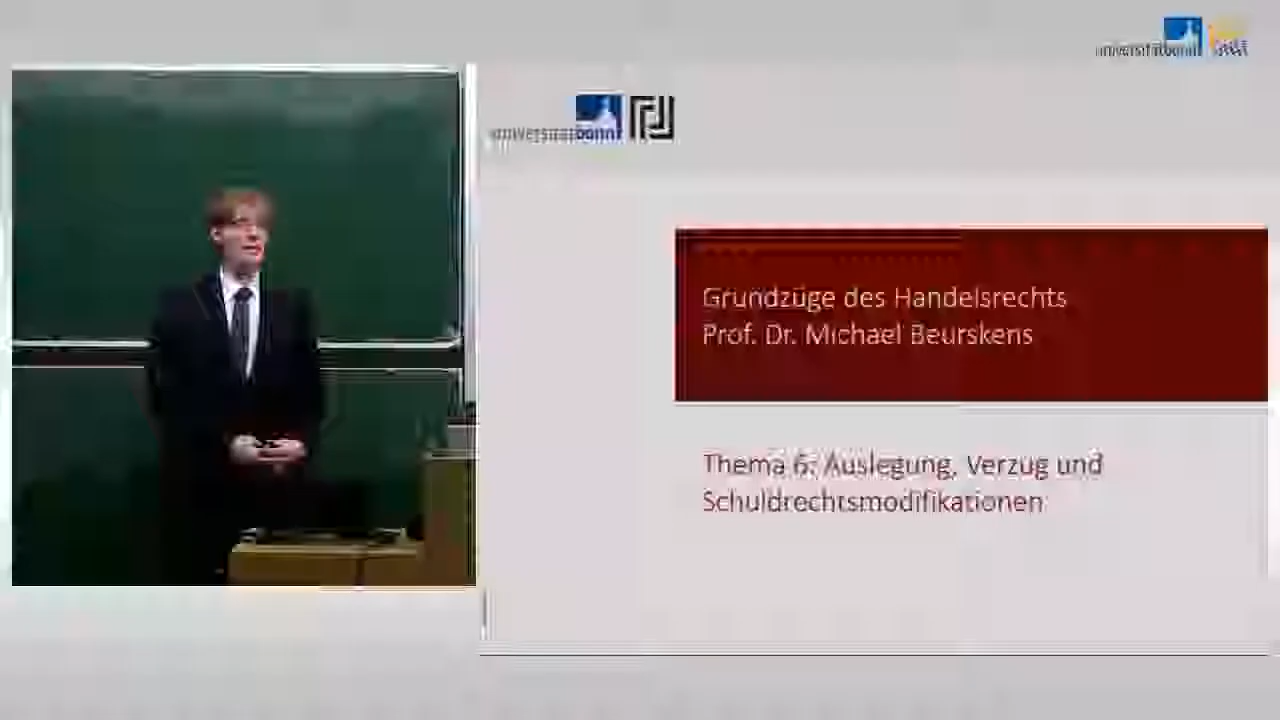 universitätbonn
universitätbonn
Grundzüge des Handelsrechts
Prof. Dr. Michael Beurskens
Thema 6: Auslegung, Verzug und
Schuldrechtsmodifikationen